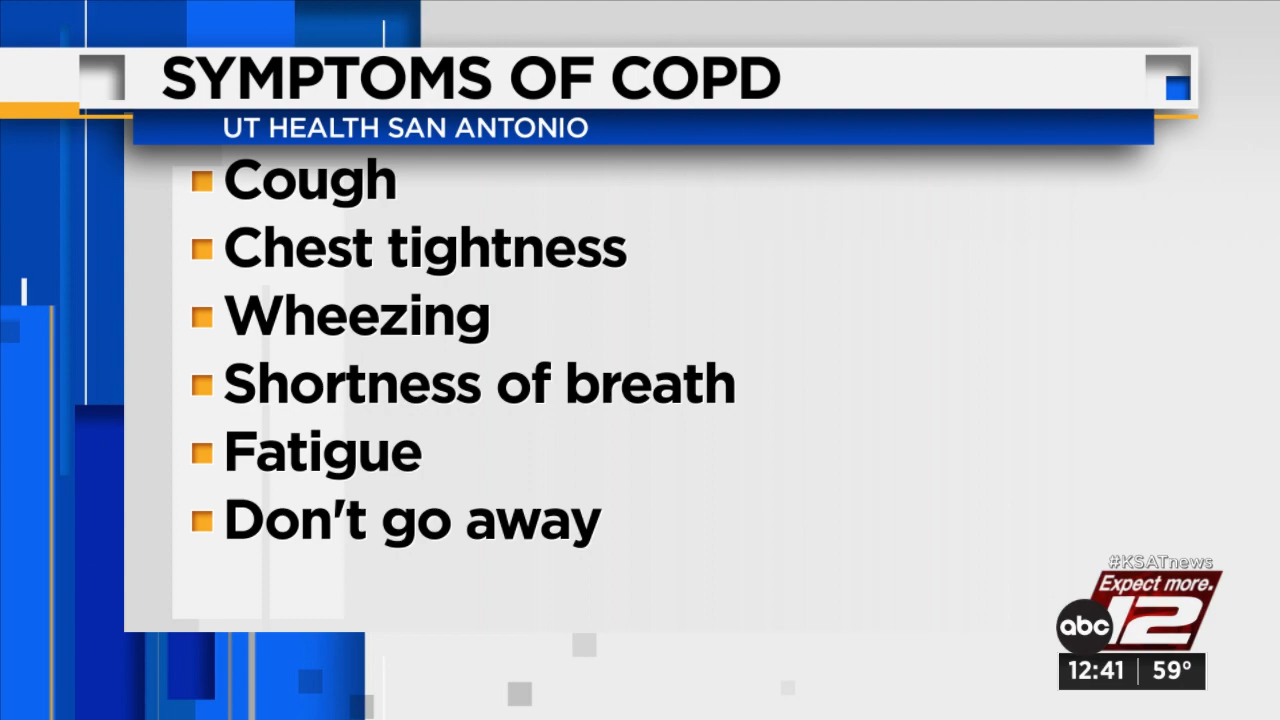 SYMPTOMS OF COPD
UT HEALTH SAN ANTONIO
Cough
Chest tightness
Wheezing
Shortness of breath
Fatigue
Don't go away
#KSATnews
Expect more.
abc 12
12:41 59°